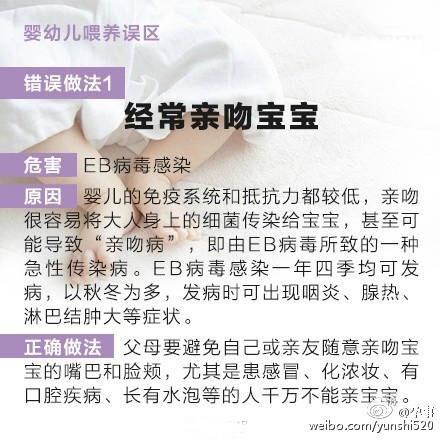 婴幼儿喂养误区
错误做法1
经常亲吻宝宝
危害 EB病毒感染
原因 婴儿的免疫系统和抵抗力都较低，亲吻
很容易将大人身上的细菌传染给宝宝，甚至可
能导致“亲吻病”，即由EB病毒所致的一种
急性传染病。EB病毒感染一年四季均可发
病，以秋冬为多，发病时可出现咽炎、腺热、
淋巴结肿大等症状。
正确做法 父母要避免自己或亲友随意亲吻宝
宝的嘴巴和脸颊，尤其是患感冒、化浓妆、有
口腔疾病、长有水泡等的人千万不能亲宝宝。
weibo.com/yunshi520